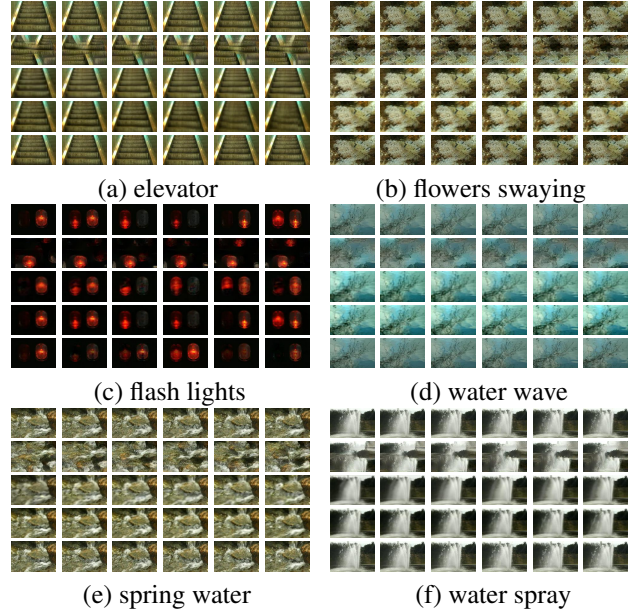 (a) elevator
(b) flowers swaying
(c) flash lights
(d) water wave
(e) spring water
(f) water spray